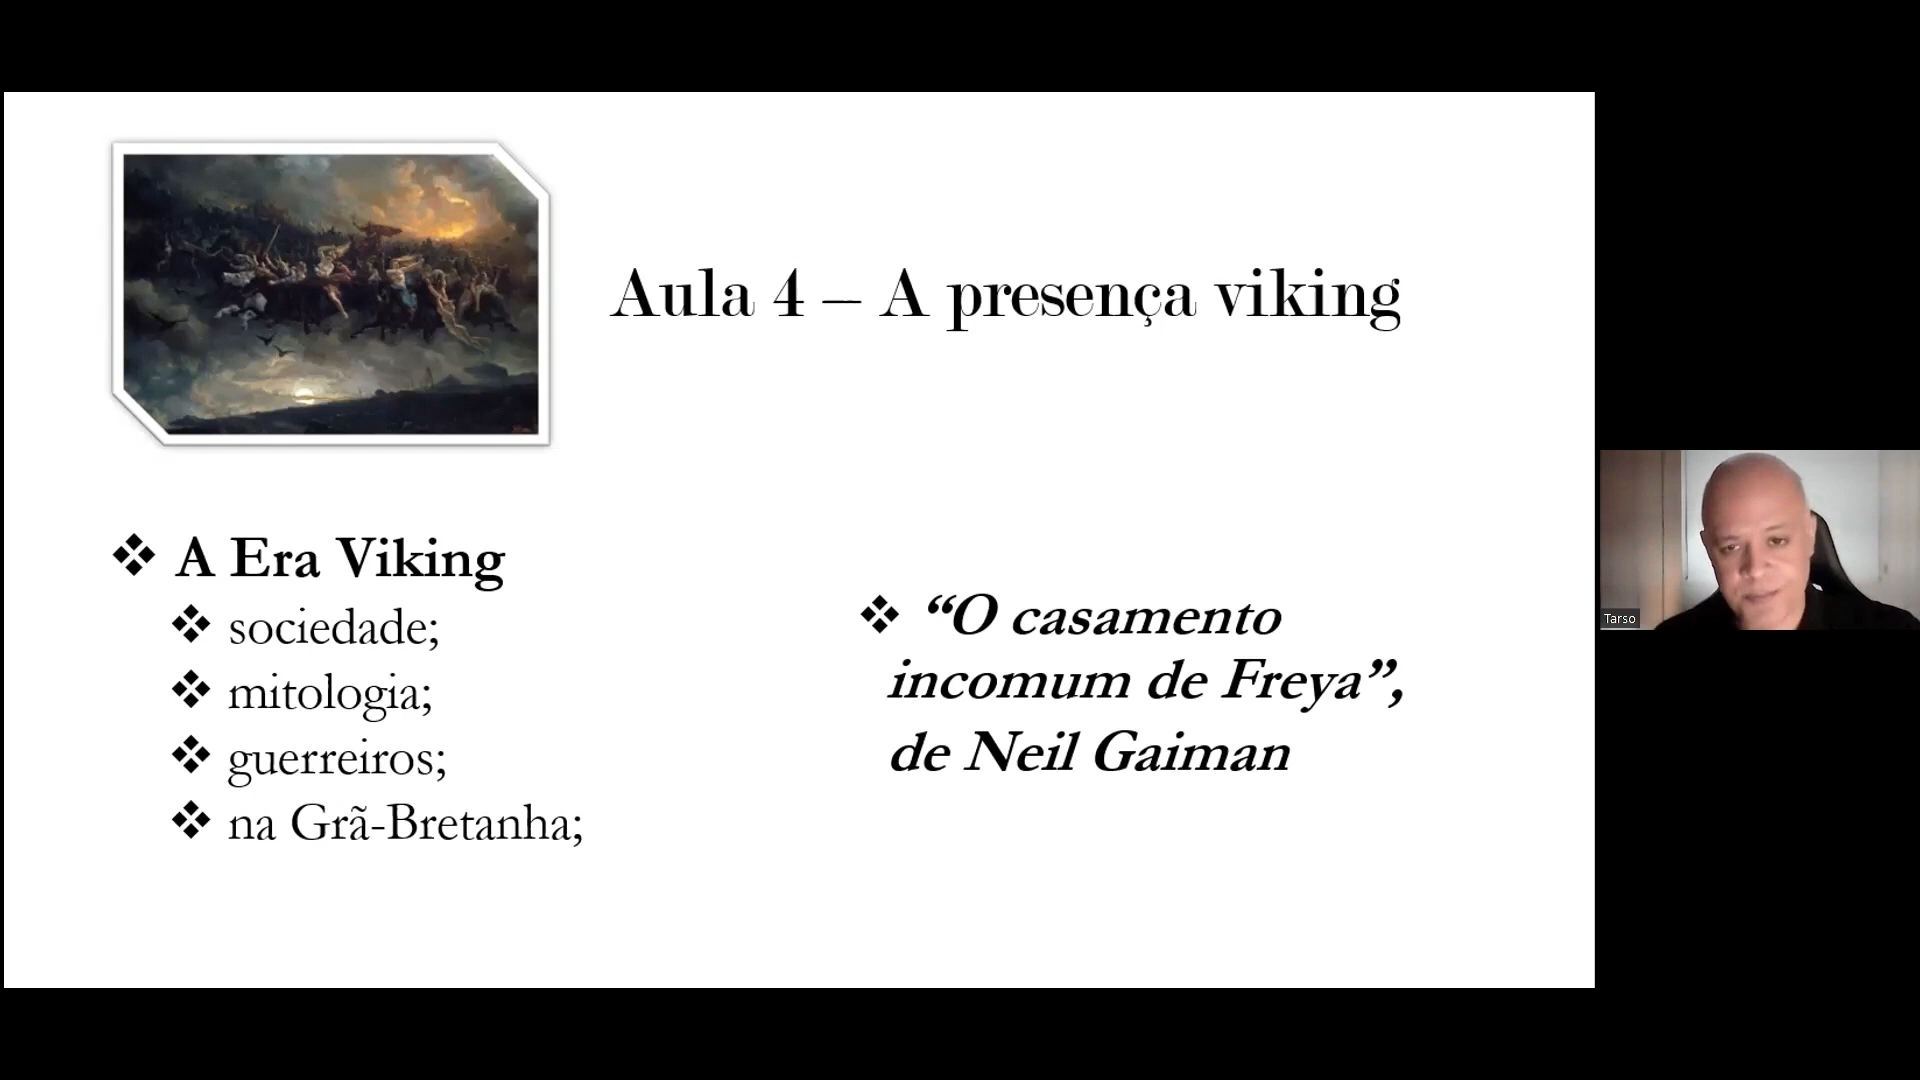 Aula 4 – A presença viking
❖ A Era Viking
❖ sociedade;
❖ mitologia;
❖ guerreiros;
❖ na Grã-Bretanha;
❖ “O casamento
incomum de Freya”,
de Neil Gaiman
Tarso